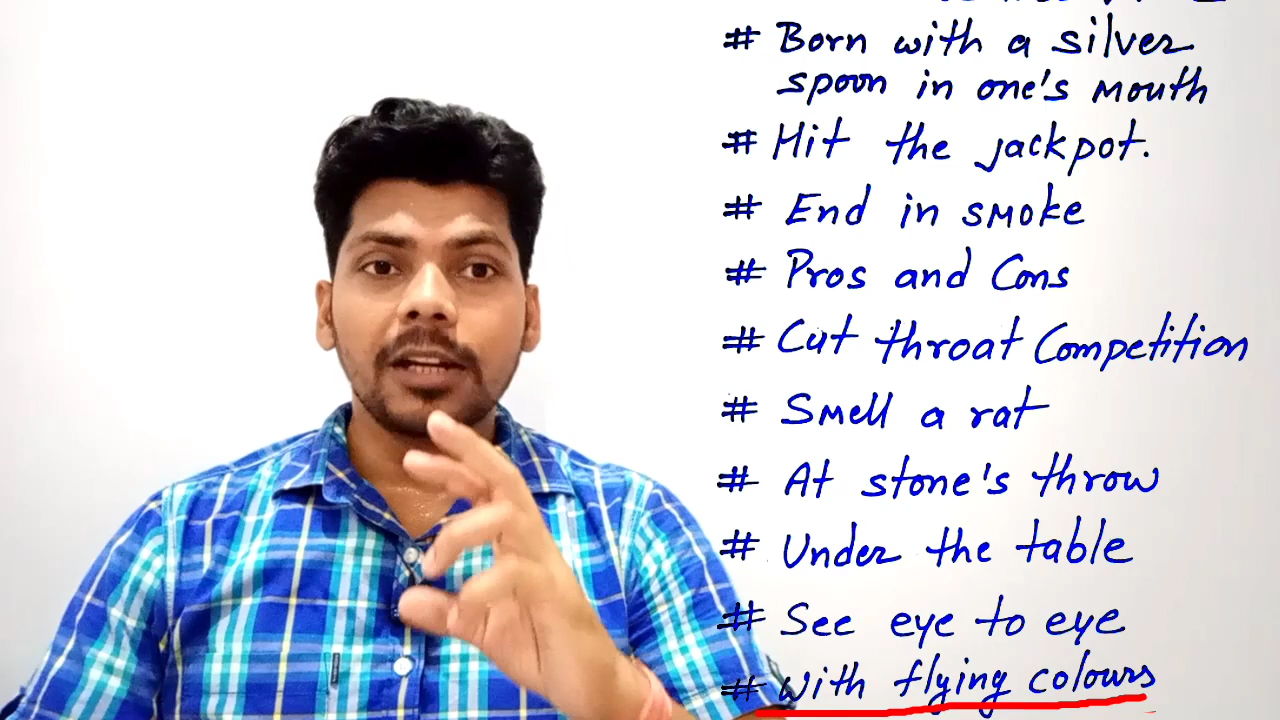 # Born with a silver
spoon in one's mouth
# Hit the jackpot.
# End in smoke
# Pros and Cons
# Cut throat Competition
# Smell a rat
# At stone's throw
# Under the table
# See eye to eye
# with flying colours